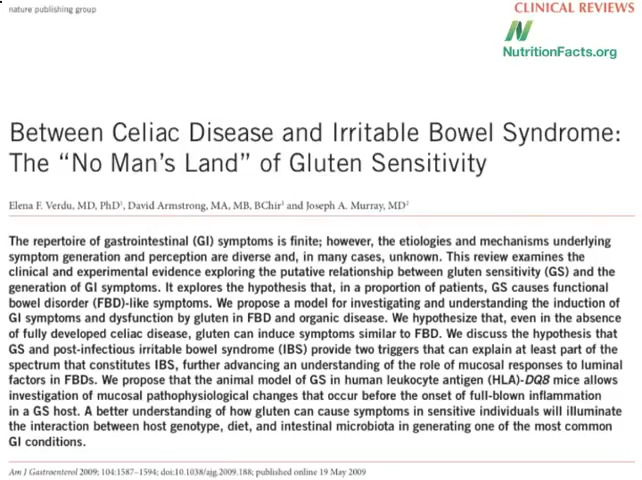 nature publishing group
CLINICAL REVIEWS
NutritionFacts.org
Between Celiac Disease and Irritable Bowel Syndrome:
The “No Man’s Land” of Gluten Sensitivity
Elena F. Verdu, MD, PhD¹, David Armstrong, MA, MB, BChir¹ and Joseph A. Murray, MD²
The repertoire of gastrointestinal (GI) symptoms is finite; however, the etiologies and mechanisms underlying
symptom generation and perception are diverse and, in many cases, unknown. This review examines the
clinical and experimental evidence exploring the putative relationship between gluten sensitivity (GS) and the
generation of GI symptoms. It explores the hypothesis that, in a proportion of patients, GS causes functional
bowel disorder (FBD)-like symptoms. We propose a model for investigating and understanding the induction of
GI symptoms and dysfunction by gluten in FBD and organic disease. We hypothesize that, even in the absence
of fully developed celiac disease, gluten can induce symptoms similar to FBD. We discuss the hypothesis that
GS and post-infectious irritable bowel syndrome (IBS) provide two triggers that can explain at least part of the
spectrum that constitutes IBS, further advancing an understanding of the role of mucosal responses to luminal
factors in FBDs. We propose that the animal model of GS in human leukocyte antigen (HLA)-DQ8 mice allows
investigation of mucosal pathophysiological changes that occur before the onset of full-blown inflammation
in a GS host. A better understanding of how gluten can cause symptoms in sensitive individuals will illuminate
the interaction between host genotype, diet, and intestinal microbiota in generating one of the most common
GI conditions.
Am J Gastroenterol 2009; 104:1587–1594; doi:10.1038/ajg.2009.188; published online 19 May 2009